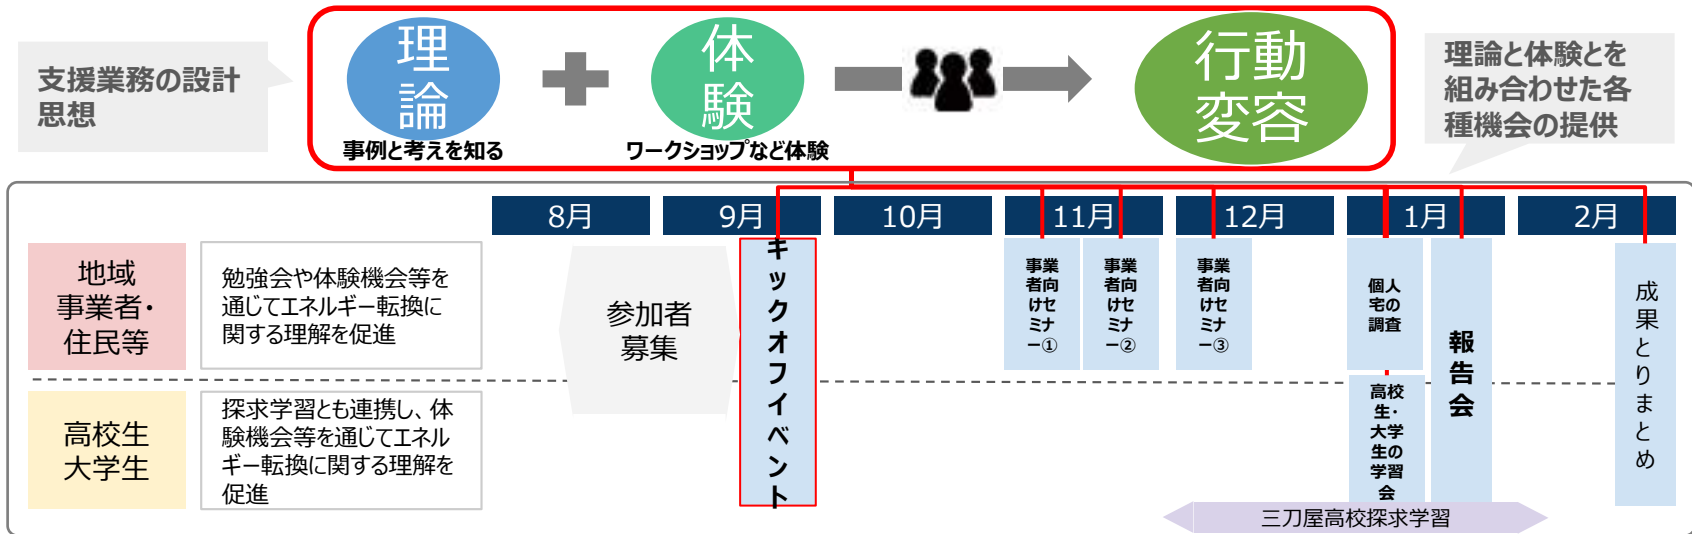 支援業務の設計
思想
理
論
事例と考えを知る
体
験
ワークショップなど体験
行動
変容
理論と体験とを
組み合わせた各
種機会の提供
8月
9月
10月
11月
12月
1月
2月
地域
事業者・
住民等
勉強会や体験機会等を
通じてエネルギー転換に
関する理解を促進
参加者
募集
キックオフイベント
事業
者向
けセ
ミナ
ー①
事業
者向
けセ
ミナ
ー②
事業
者向
けセ
ミナ
ー③
個人
宅の
調査
報告会
成果とりまとめ
高校生
大学生
探求学習とも連携し、体
験機会等を通じてエネル
ギー転換に関する理解を
促進
高校
生・
大学
生の
学習
会
三刀屋高校探求学習